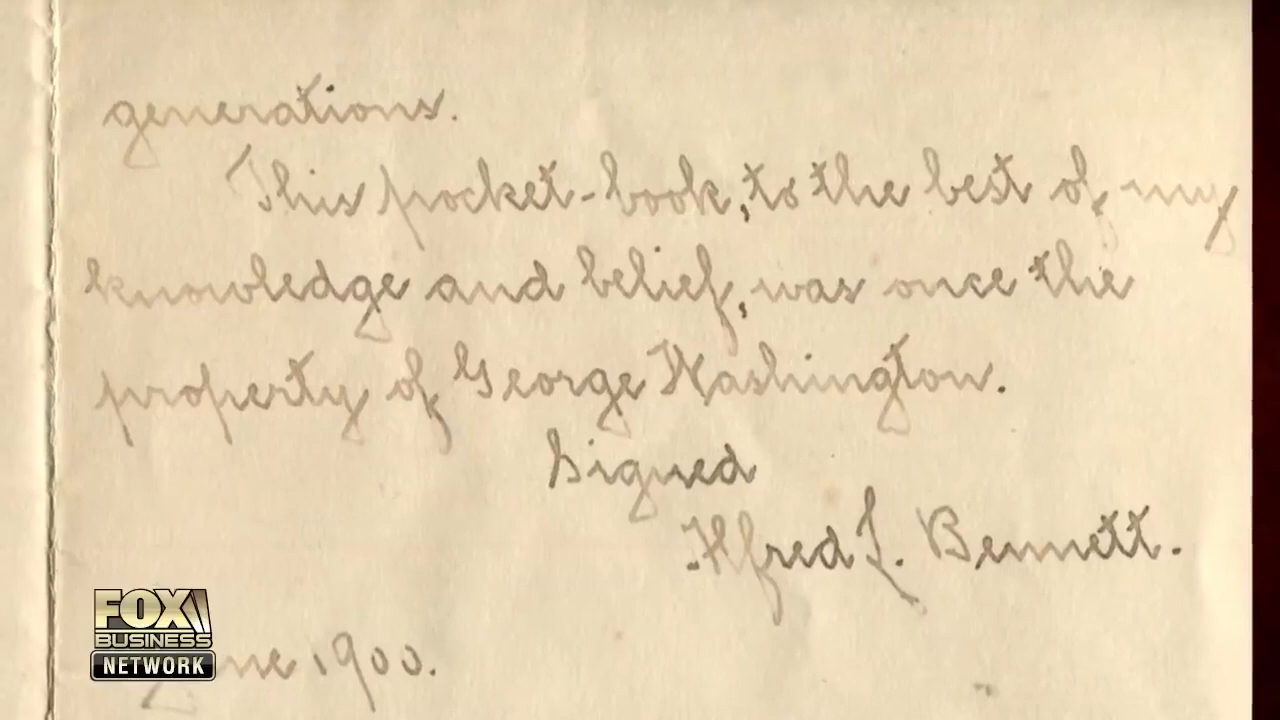 generations.
This pocket-book, to the best of my
knowledge and belief, was once the
property of George Washington.
Signed
Alfred J. Bennett.
1900.
FOX
BUSINESS
NETWORK